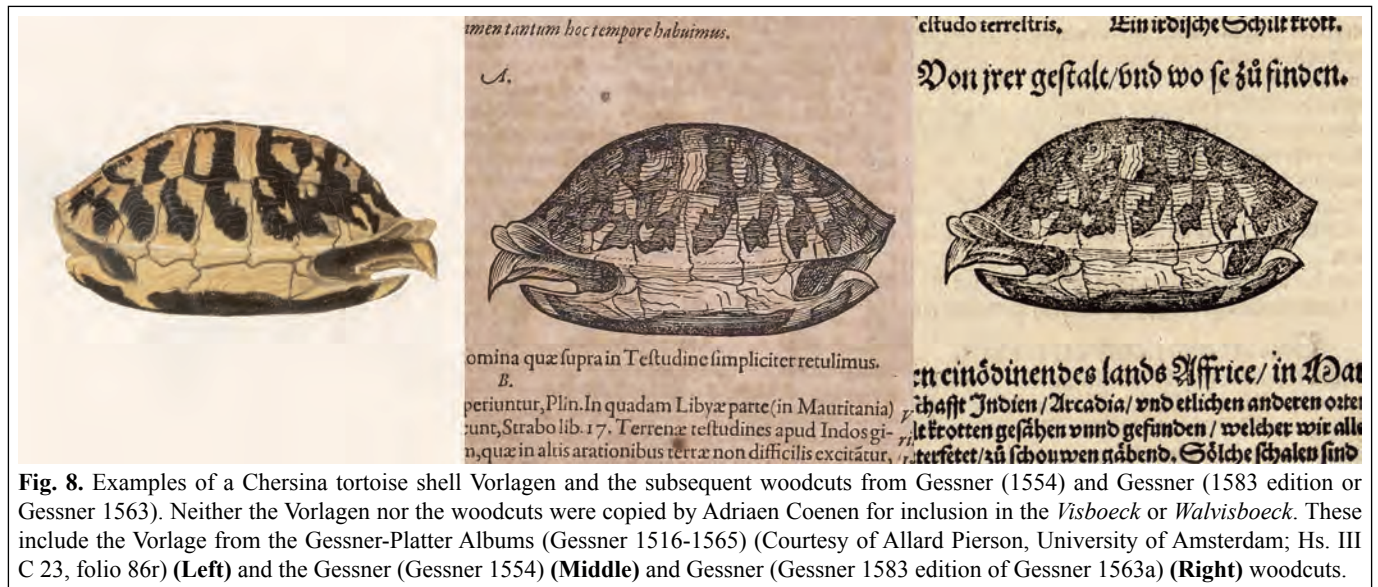 men tantum hoc tempore habuimus.
A.
omina quæ ſupra in Teſtudine ſimpliciter retulimus.
B.
periuntur, Plin. In quadam Libyæ parte (in Mauritania)
cunt, Strabo lib. 17. Terrenæ teſtudines apud Indos gi-
n, quæ in altis arationibus terræ non difficilis excitãtur,
eſtudo terreſtris. Ein irdiſche Schiltkrott.
Von jrer geſtalt/vnd wo ſe zů finden.
en einödinen des lands Affrice/ in Mau
ſchafft Indien / Arcadia/ vnd etlichen anderen orten
ltkrotten geſähen vnnd gefunden / welcher wir alle
terfetet/zů ſchouwen gäbend. Sölche ſchalen ſind
Fig. 8. Examples of a Chersina tortoise shell Vorlagen and the subsequent woodcuts from Gessner (1554) and Gessner (1583 edition or
Gessner 1563). Neither the Vorlagen nor the woodcuts were copied by Adriaen Coenen for inclusion in the Visboeck or Walvisboeck. These
include the Vorlage from the Gessner-Platter Albums (Gessner 1516-1565) (Courtesy of Allard Pierson, University of Amsterdam; Hs. III
C 23, folio 86r) (Left) and the Gessner (Gessner 1554) (Middle) and Gessner (Gessner 1583 edition of Gessner 1563a) (Right) woodcuts.